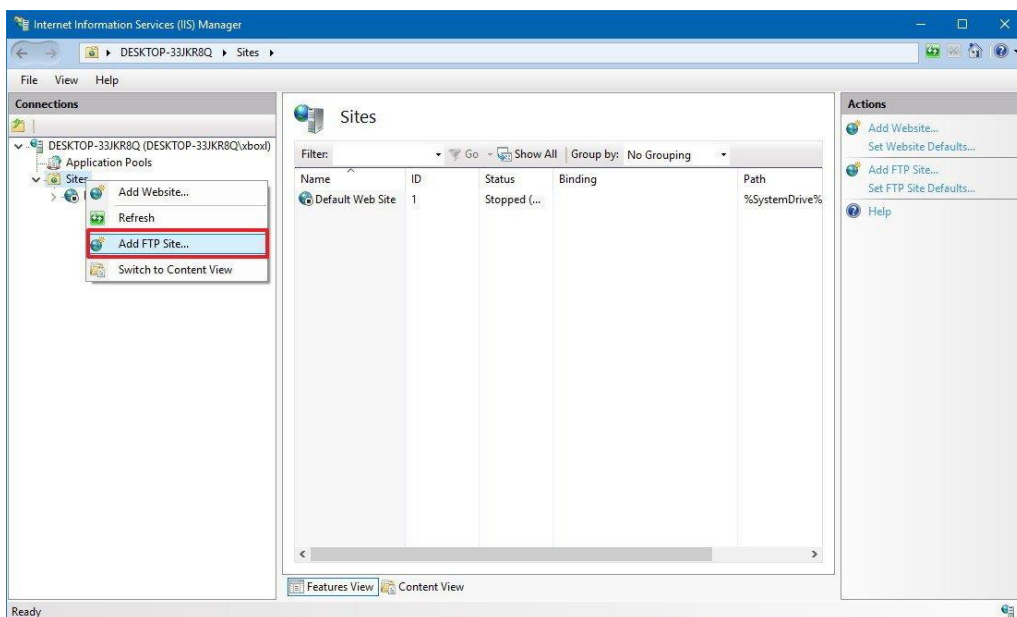 Internet Information Services (IIS) Manager
DESKTOP-33JKR8Q Sites
File View Help
Connections
DESKTOP-33JKR8Q (DESKTOP-33JKR8Q\xboxl)
Application Pools
Sites
Add Website...
Refresh
Add FTP Site...
Switch to Content View
Sites
Filter: Go Show All Group by: No Grouping
Name ID Status Binding Path
Default Web Site 1 Stopped (... %SystemDrive%
Features View Content View
Actions
Add Website...
Set Website Defaults...
Add FTP Site...
Set FTP Site Defaults...
Help
Ready